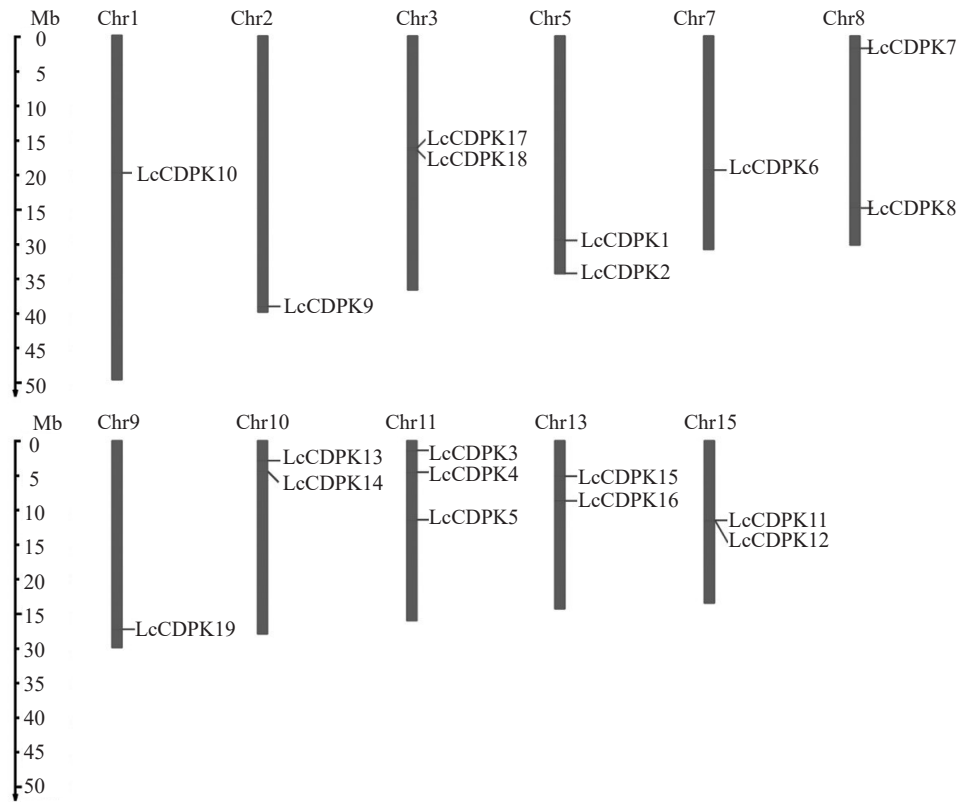 Mb Chr1 Chr2 Chr3 Chr5 Chr7 Chr8
0
5
10
15
20
25
30
35
40
45
50
LcCDPK10
LcCDPK9
LcCDPK17
LcCDPK18
LcCDPK1
LcCDPK2
LcCDPK6
LcCDPK7
LcCDPK8
Mb Chr9 Chr10 Chr11 Chr13 Chr15
0
5
10
15
20
15
30
35
40
45
50
LcCDPK19
LcCDPK13
LcCDPK14
LcCDPK3
LcCDPK4
LcCDPK5
LcCDPK15
LcCDPK16
LcCDPK11
LcCDPK12